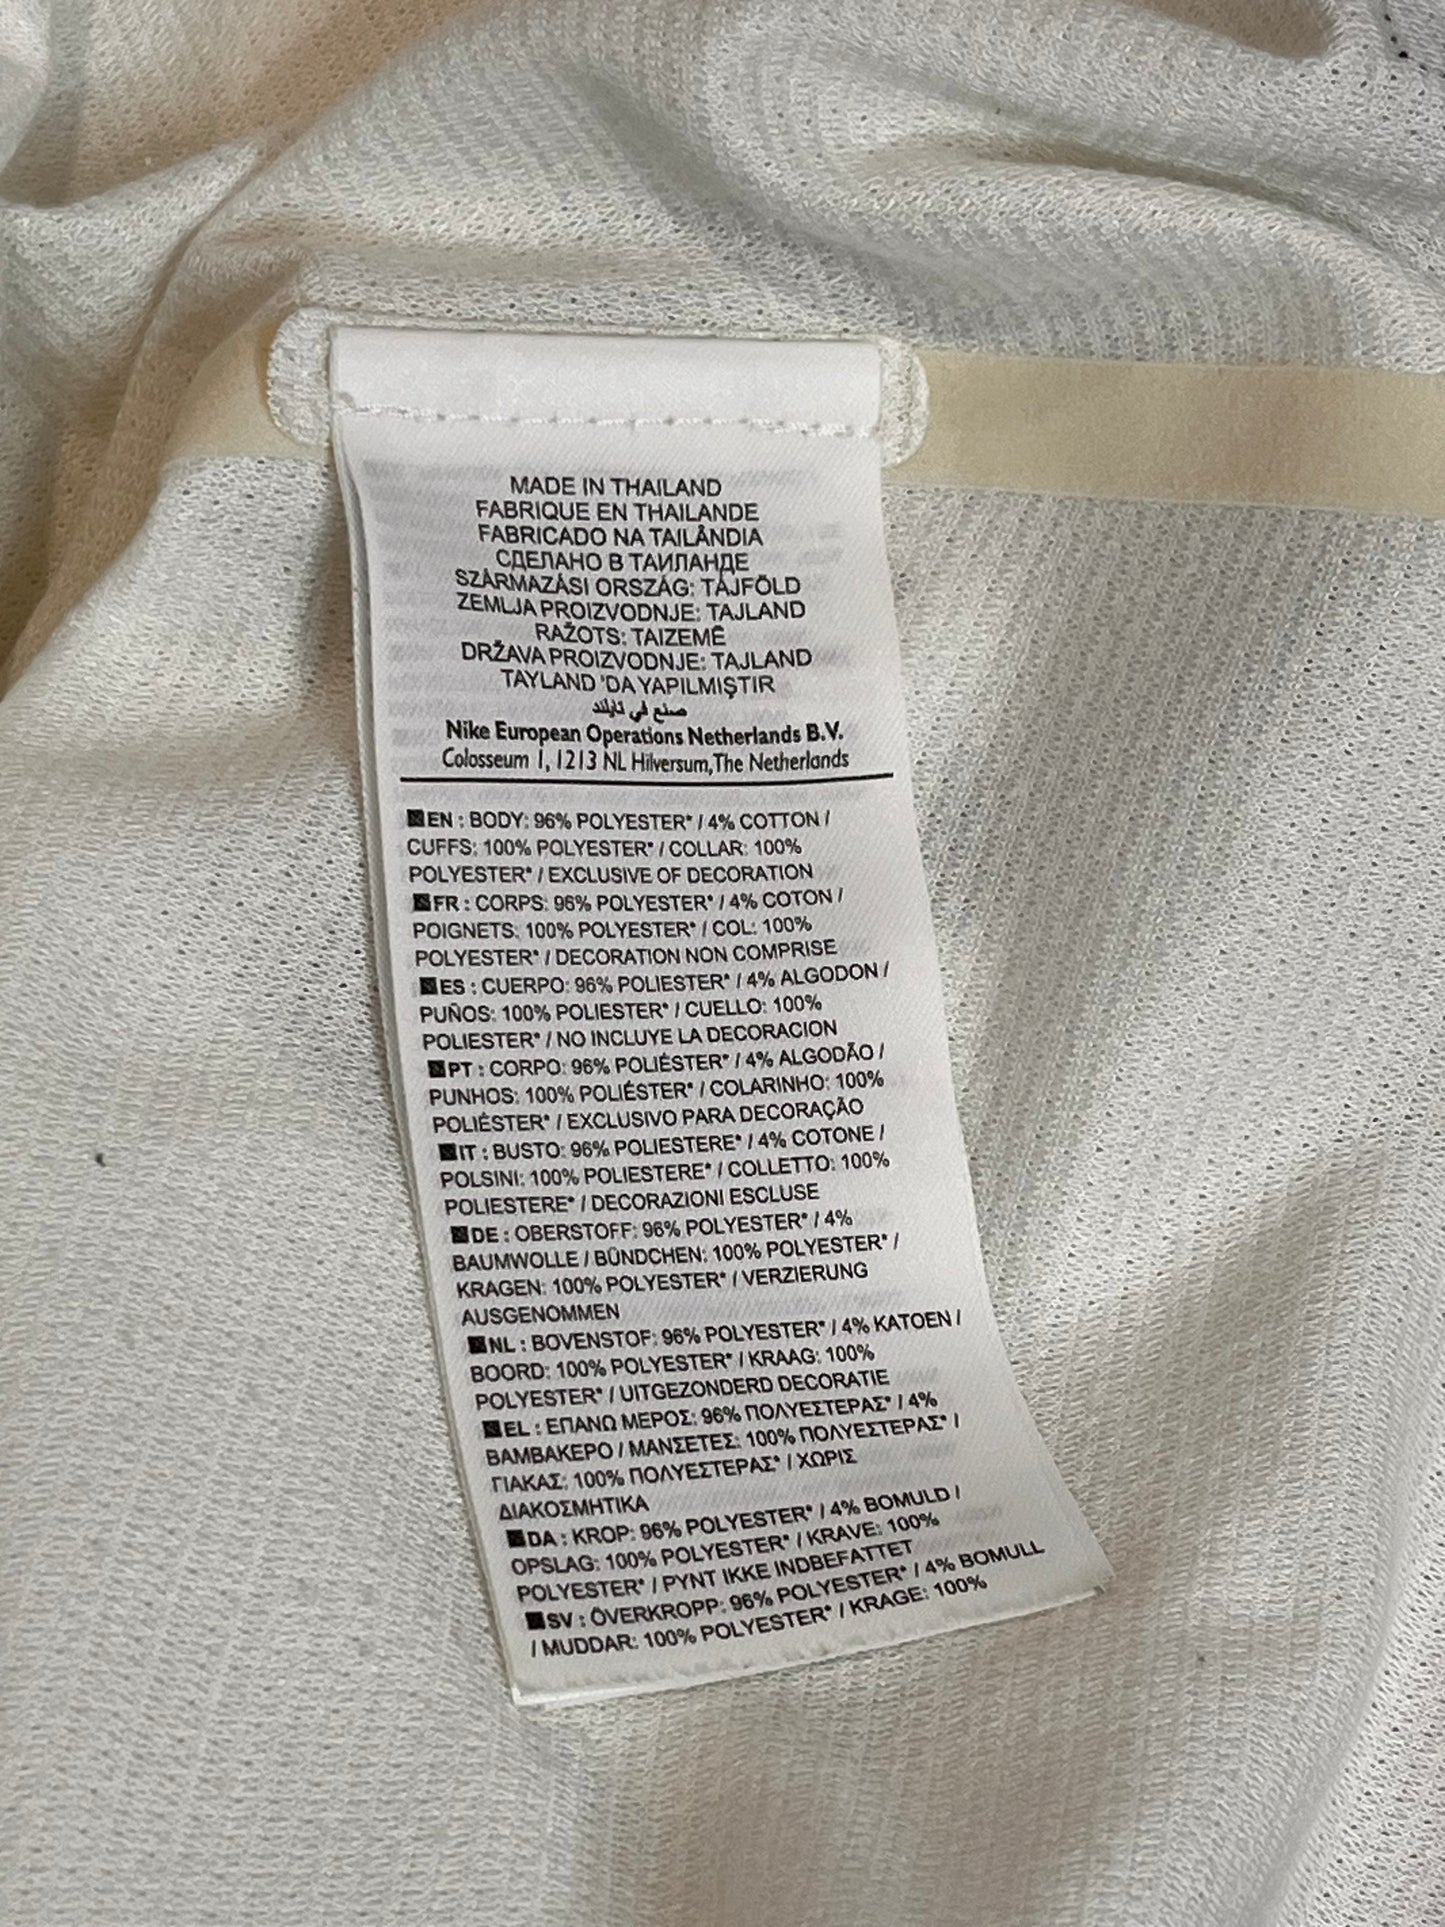 MADE IN THAILAND
FABRIQUE EN THAILANDE
FABRICADO NA TAILÂNDIA
СДЕЛАНО В ТАИЛАНДЕ
SZÁRMAZÁSI ORSZÁG: TÁJFÖLD
ZEMLJA PROIZVODNJE: TAJLAND
RAŽOTS: TAIZEMĒ
DRŽAVA PROIZVODNJE: TAJLAND
TAYLAND 'DA YAPILMIŞTIR
صنع في تايلند
Nike European Operations Netherlands B.V.
Colosseum 1, 1213 NL Hilversum, The Netherlands
EN : BODY: 96% POLYESTER* / 4% COTTON /
CUFFS: 100% POLYESTER* / COLLAR: 100%
POLYESTER* / EXCLUSIVE OF DECORATION
FR : CORPS: 96% POLYESTER* / 4% COTON /
POIGNETS: 100% POLYESTER* / COL: 100%
POLYESTER* / DECORATION NON COMPRISE
ES : CUERPO: 96% POLIESTER* / 4% ALGODON /
PUÑOS: 100% POLIESTER* / CUELLO: 100%
POLIESTER* / NO INCLUYE LA DECORACION
PT : CORPO: 96% POLIÉSTER* / 4% ALGODÃO /
PUNHOS: 100% POLIÉSTER* / COLARINHO: 100%
POLIÉSTER* / EXCLUSIVO PARA DECORAÇÃO
IT : BUSTO: 96% POLIESTERE* / 4% COTONE /
POLSINI: 100% POLIESTERE* / COLLETTO: 100%
POLIESTERE* / DECORAZIONI ESCLUSE
DE : OBERSTOFF: 96% POLYESTER* / 4%
BAUMWOLLE / BÜNDCHEN: 100% POLYESTER* /
KRAGEN: 100% POLYESTER* / VERZIERUNG
AUSGENOMMEN
NL : BOVENSTOF: 96% POLYESTER* / 4% KATOEN /
BOORD: 100% POLYESTER* / KRAAG: 100%
POLYESTER* / UITGEZONDERD DECORATIE
EL : ΕΠΑΝΩ ΜΕΡΟΣ: 96% ΠΟΛΥΕΣΤΕΡΑΣ* / 4%
ΒΑΜΒΑΚΕΡΟ / ΜΑΝΣΕΤΕΣ: 100% ΠΟΛΥΕΣΤΕΡΑΣ* /
ΓΙΑΚΑΣ: 100% ΠΟΛΥΕΣΤΕΡΑΣ* / ΧΩΡΙΣ
ΔΙΑΚΟΣΜΗΤΙΚΑ
DA : KROP: 96% POLYESTER* / 4% BOMULD /
OPSLAG: 100% POLYESTER* / KRAVE: 100%
POLYESTER* / PYNT IKKE INDBEFATTET
SV : ÖVERKROPP: 96% POLYESTER* / 4% BOMULL
/ MUDDAR: 100% POLYESTER* / KRAGE: 100%